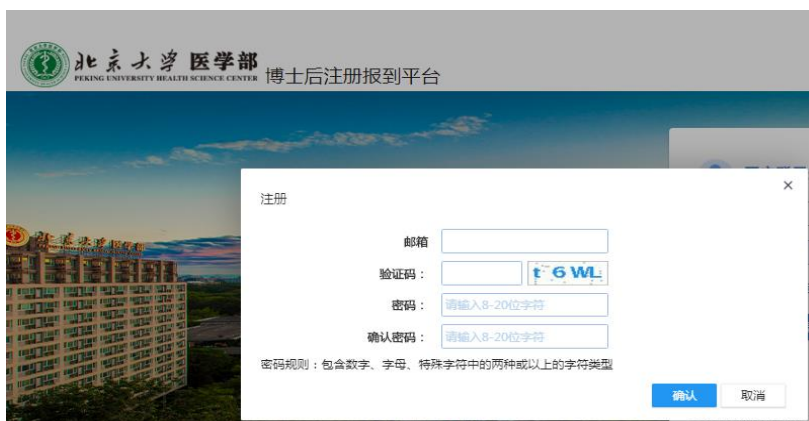 北京大学 医学部
PEKING UNIVERSITY HEALTH SCIENCE CENTER
博士后注册报到平台
注册
×
邮箱
验证码：
t 6 WL
密码：
请输入8-20位字符
确认密码：
请输入8-20位字符
密码规则：包含数字、字母、特殊字符中的两种或以上的字符类型
确认
取消